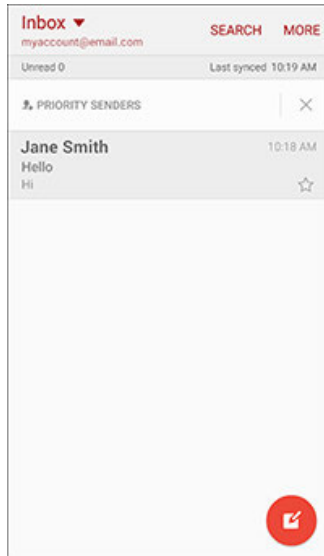 Inbox
SEARCH MORE
myaccount@email.com
Unread 0 Last synced 10:19 AM
PRIORITY SENDERS
Jane Smith 10:18 AM
Hello
Hi